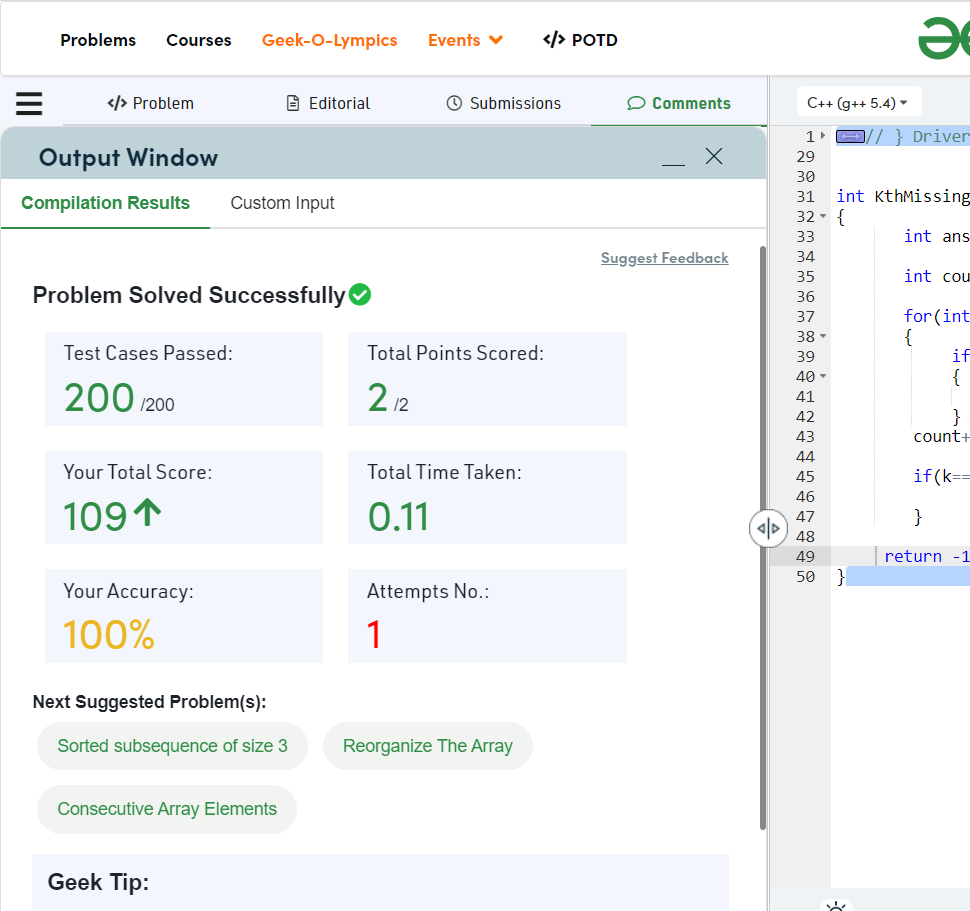 Problems Courses Geek-O-Lympics Events </> POTD
</> Problem Editorial Submissions Comments
Output Window
Compilation Results Custom Input
Suggest Feedback
Problem Solved Successfully
Test Cases Passed: Total Points Scored:
200 /200 2 /2
Your Total Score: Total Time Taken:
109 0.11
Your Accuracy: Attempts No.:
100% 1
Next Suggested Problem(s):
Sorted subsequence of size 3 Reorganize The Array
Consecutive Array Elements
Geek Tip:
C++ (g++ 5.4)
1 // } Driver
29
30
31 int KthMissing
32 {
33 int ans
34
35 int cou
36
37 for(int
38 {
39 if
40 {
41
42 }
43 count+
44
45 if(k==
46
47 }
48
49 return -1
50 }